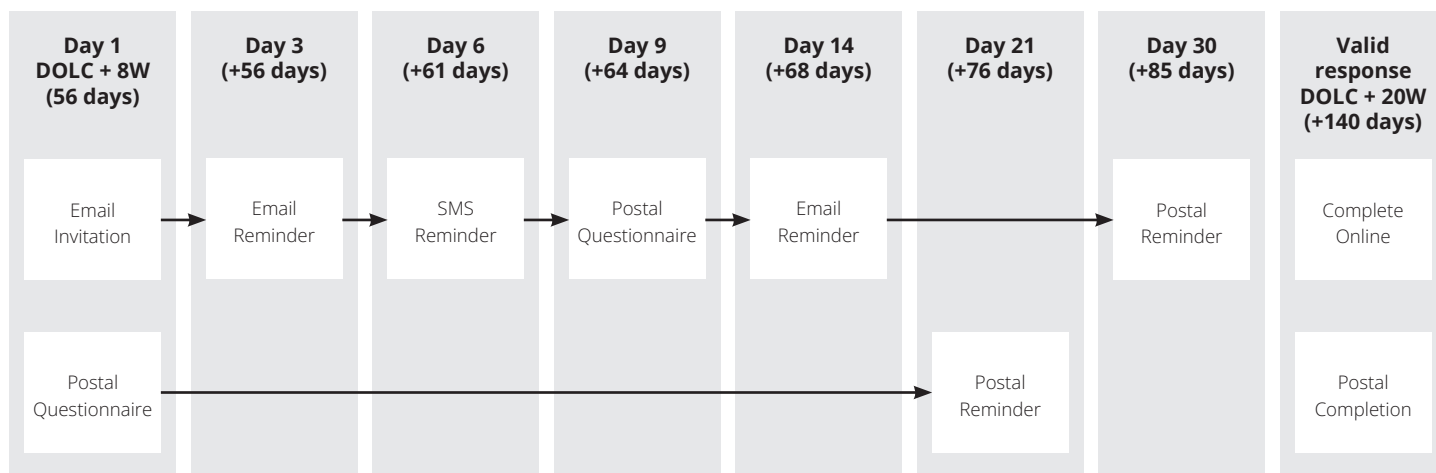 Day 1
DOLC + 8W
(56 days)
Day 3
(+56 days)
Day 6
(+61 days)
Day 9
(+64 days)
Day 14
(+68 days)
Day 21
(+76 days)
Day 30
(+85 days)
Valid
response
DOLC + 20W
(+140 days)
Email
Invitation
Email
Reminder
SMS
Reminder
Postal
Questionnaire
Email
Reminder
Postal
Reminder
Complete
Online
Postal
Questionnaire
Postal
Reminder
Postal
Completion